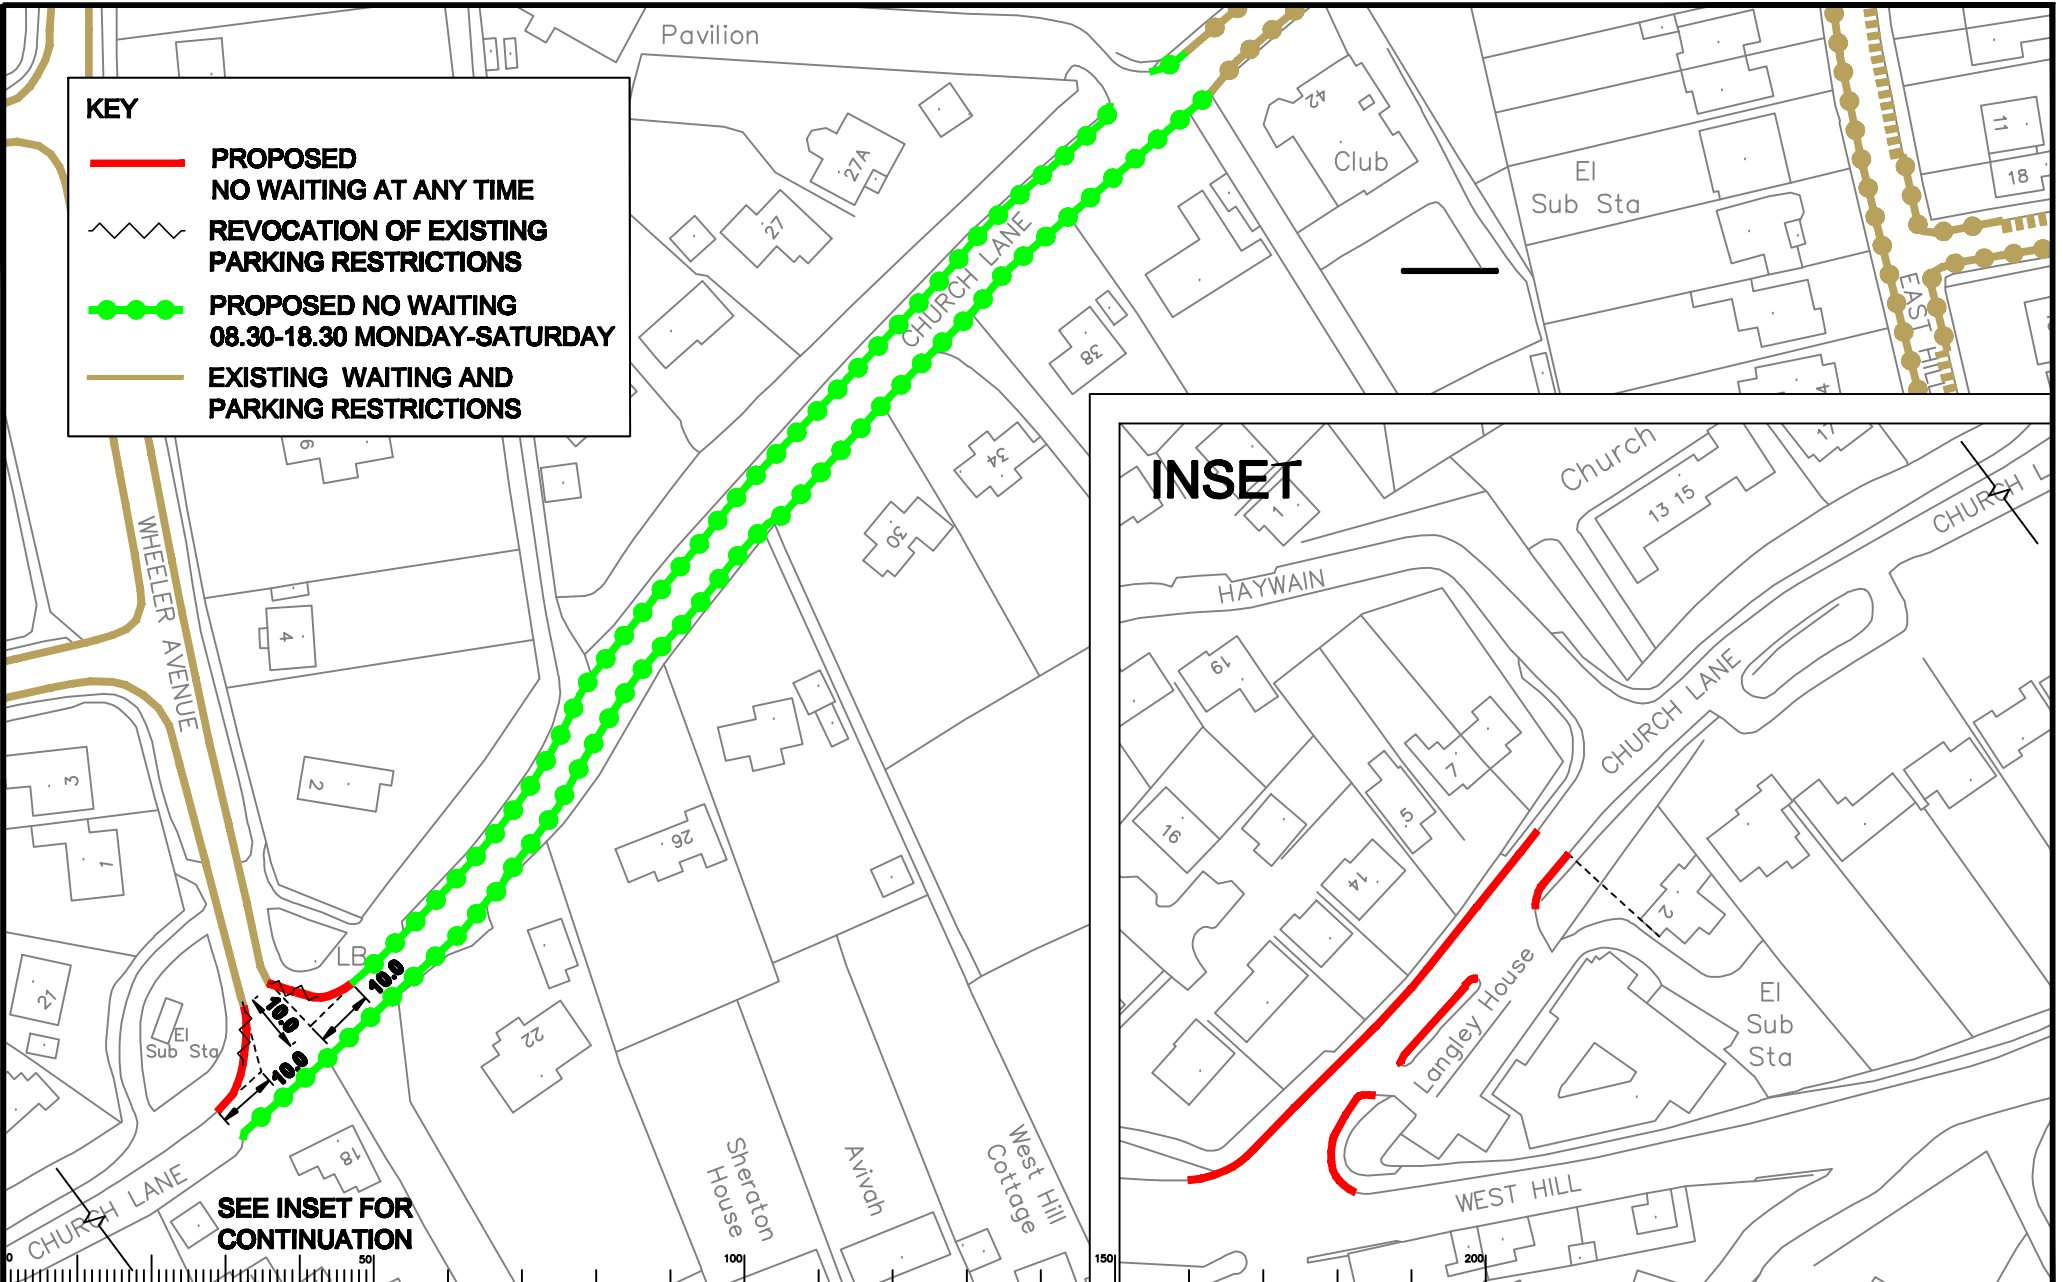 Pavilion
KEY
PROPOSED
NO WAITING AT ANY TIME
REVOCATION OF EXISTING
PARKING RESTRICTIONS
PROPOSED NO WAITING
08.30-18.30 MONDAY-SATURDAY
EXISTING WAITING AND
PARKING RESTRICTIONS
27A
27
42
Club
El
Sub Sta
11
18
EAST HILL
CHURCH LANE
38
34
30
6
WHEELER AVENUE
4
2
3
1
26
LB
10.0
10.0
10.0
21
El
Sub Sta
22
18
Sheraton
House
Avivah
West Hill
Cottage
CHURCH LANE
SEE INSET FOR
CONTINUATION
0
50
100
150
200
INSET
1
Church
13 15
17
CHURCH L
HAYWAIN
19
CHURCH LANE
7
5
16
14
2
Langley House
El
Sub
Sta
WEST HILL